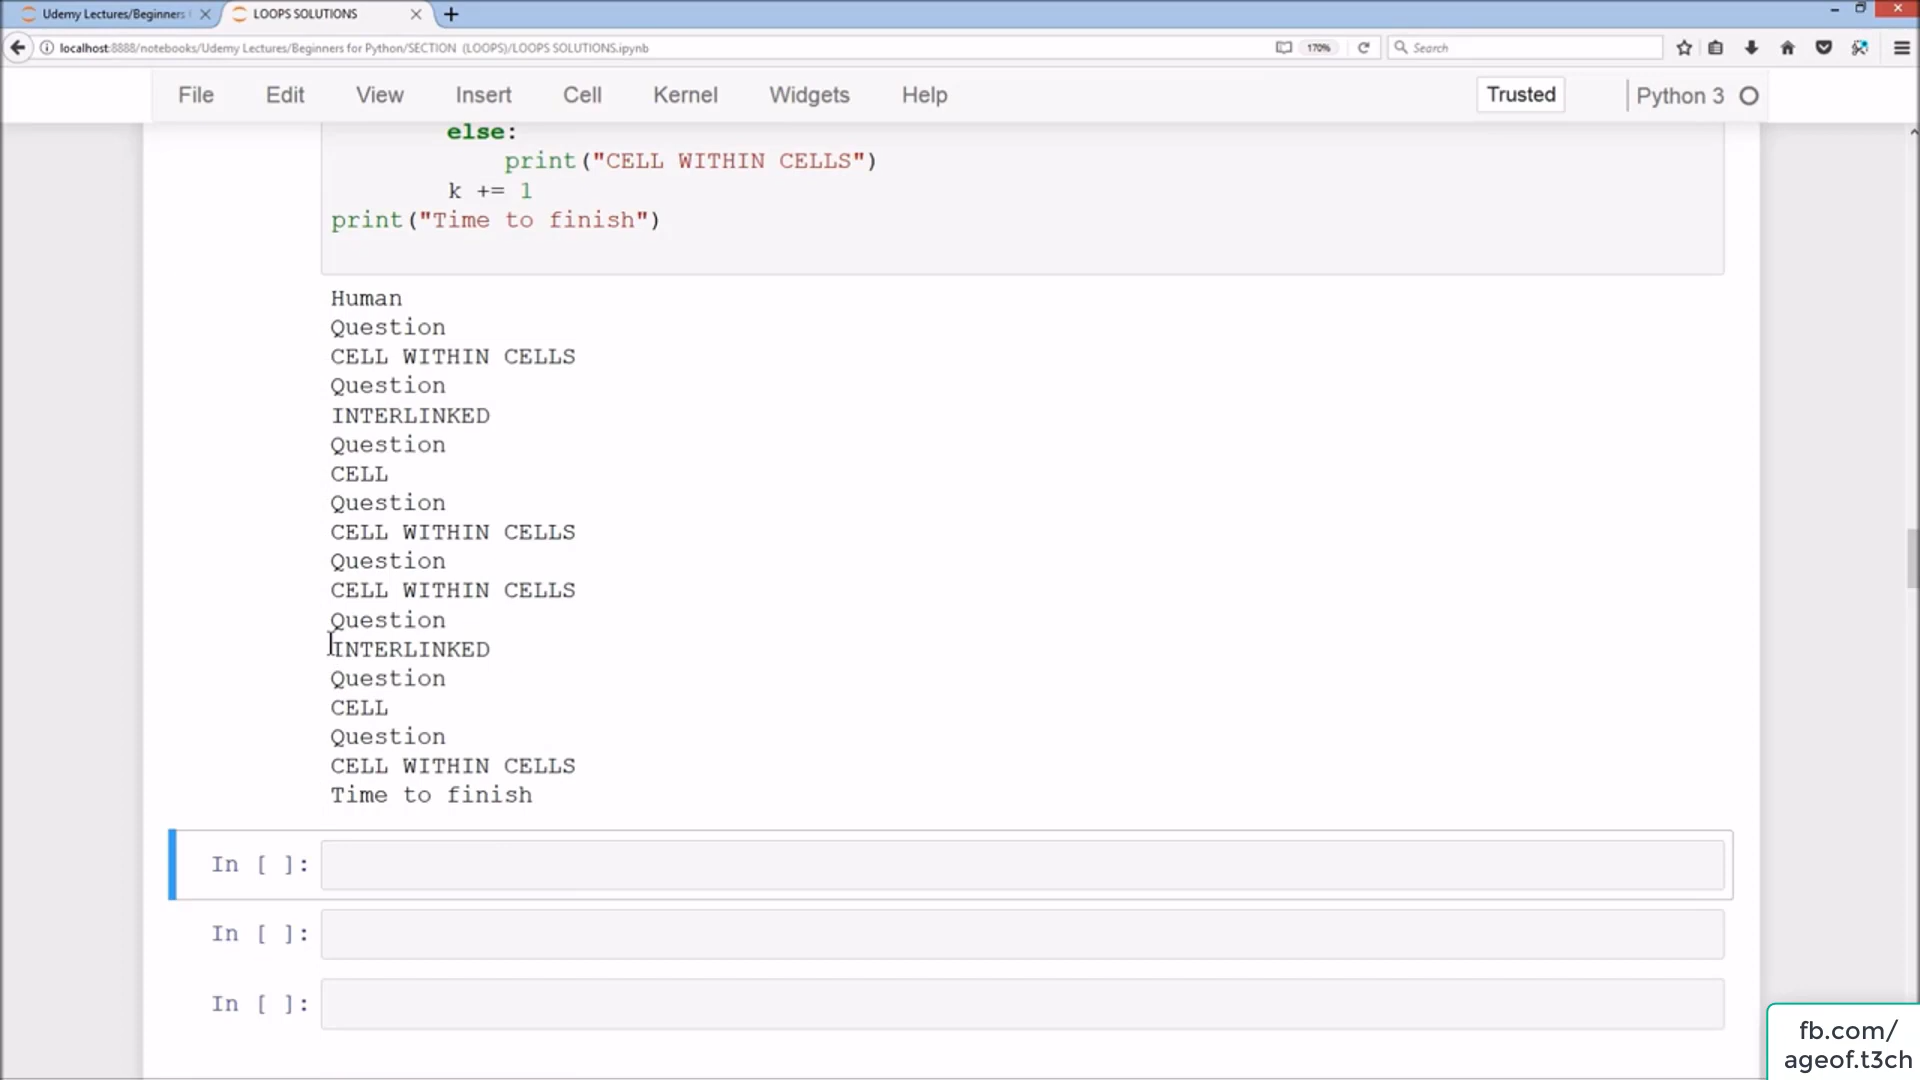 Udemy Lectures/Beginners
LOOPS SOLUTIONS
localhost:8888/notebooks/Udemy Lectures/Beginners for Python/SECTION (LOOPS)/LOOPS SOLUTIONS.ipynb
170%
Search
File Edit View Insert Cell Kernel Widgets Help
Trusted
Python 3
else:
print("CELL WITHIN CELLS")
k += 1
print("Time to finish")
Human
Question
CELL WITHIN CELLS
Question
INTERLINKED
Question
CELL
Question
CELL WITHIN CELLS
Question
CELL WITHIN CELLS
Question
INTERLINKED
Question
CELL
Question
CELL WITHIN CELLS
Time to finish
In [ ]:
In [ ]:
In [ ]:
fb.com/
ageof.t3ch